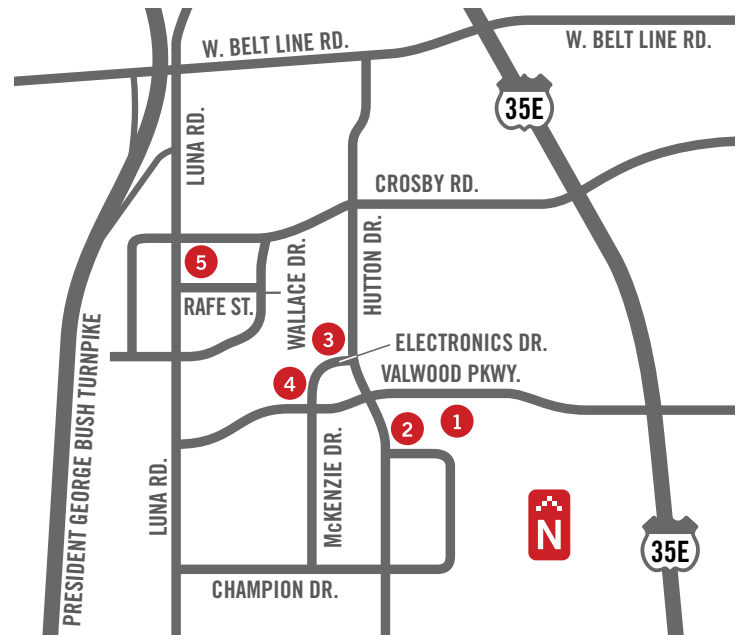 W. BELT LINE RD.
W. BELT LINE RD.
35E
LUNA RD.
CROSBY RD.
5
RAFE ST.
WALLACE DR.
HUTTON DR.
3
ELECTRONICS DR.
VALWOOD PKWY.
4
2
1
PRESIDENT GEORGE BUSH TURNPIKE
LUNA RD.
McKENZIE DR.
N
35E
CHAMPION DR.